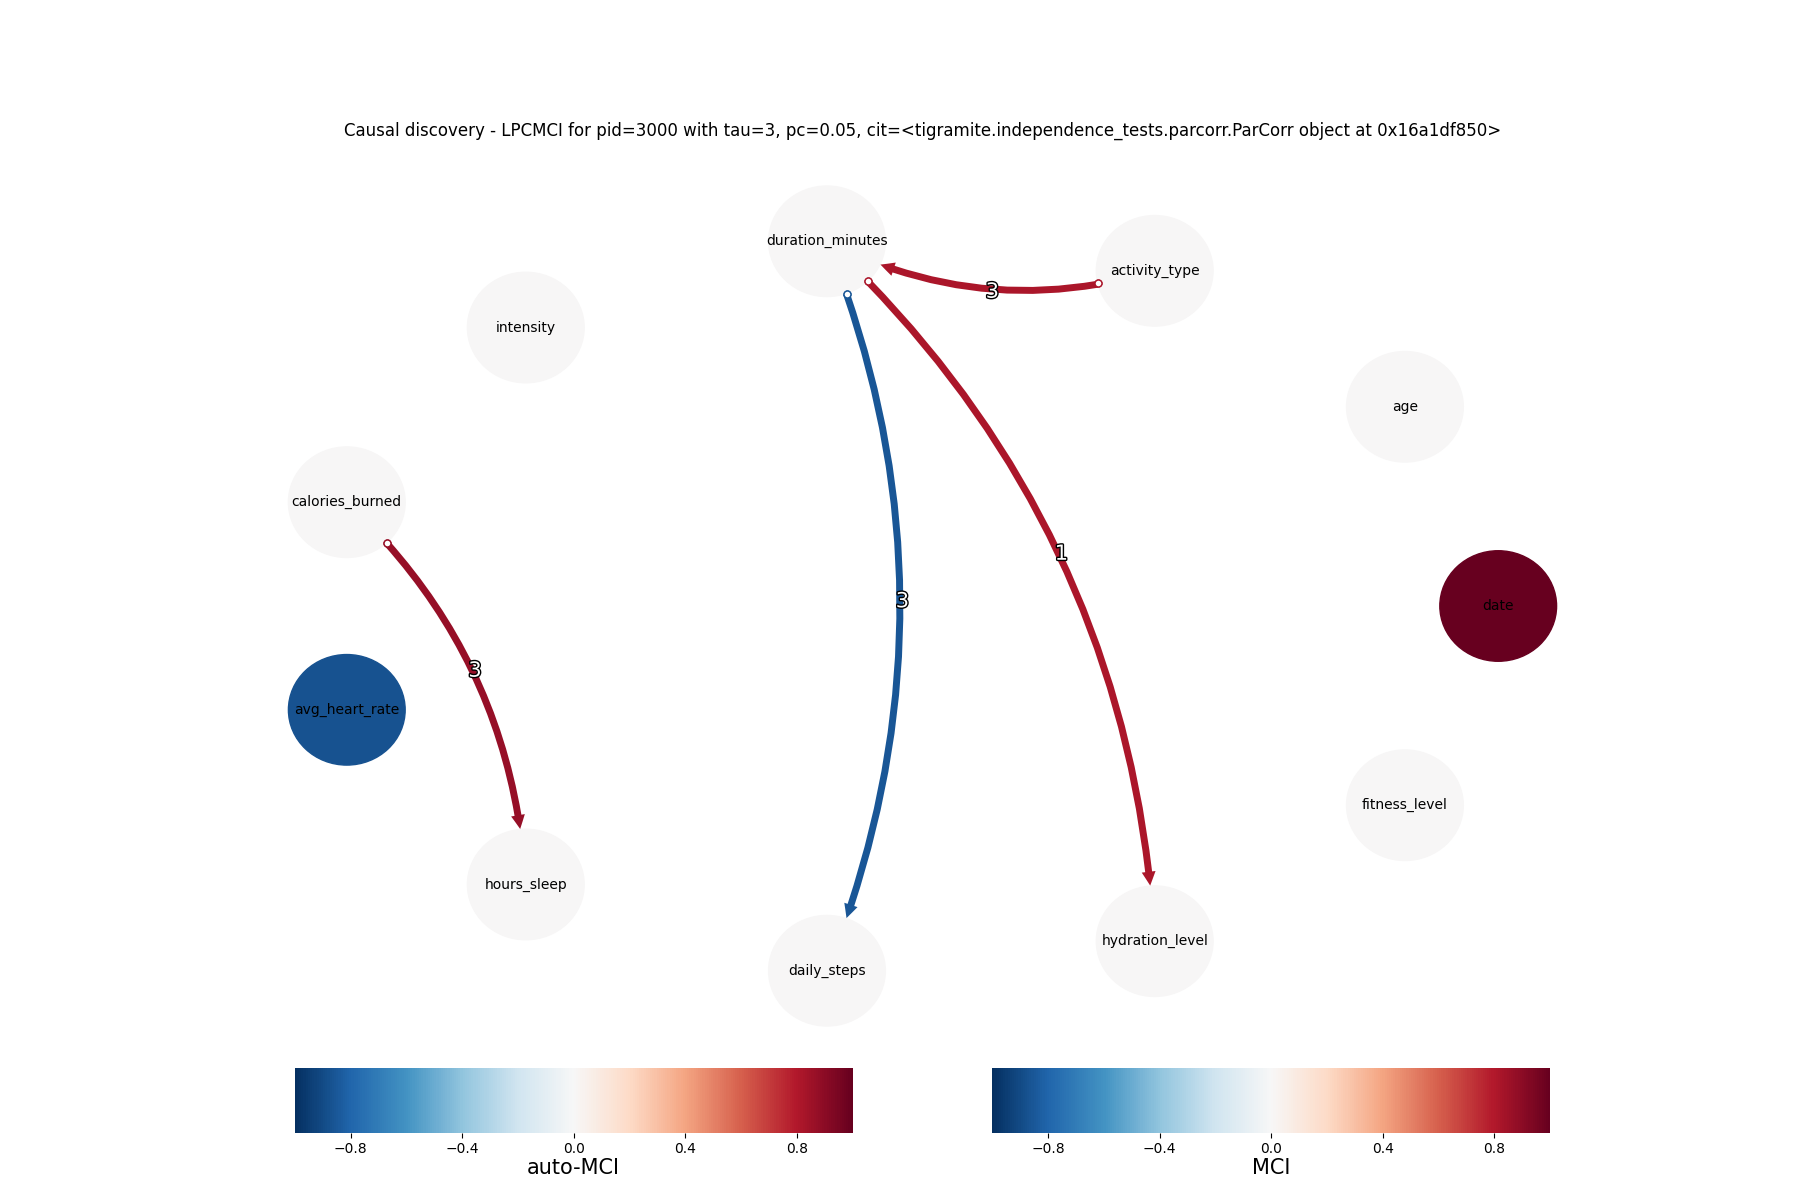 Causal discovery - LPCMCI for pid=3000 with tau=3, pc=0.05, cit=<tigramite.independence_tests.parcorr.ParCorr object at 0x16a1df850>
duration_minutes
activity_type
3
intensity
age
calories_burned
1
3
date
3
avg_heart_rate
fitness_level
hours_sleep
hydration_level
daily_steps
−0.8 −0.4 0.0 0.4 0.8
auto-MCI
−0.8 −0.4 0.0 0.4 0.8
MCI